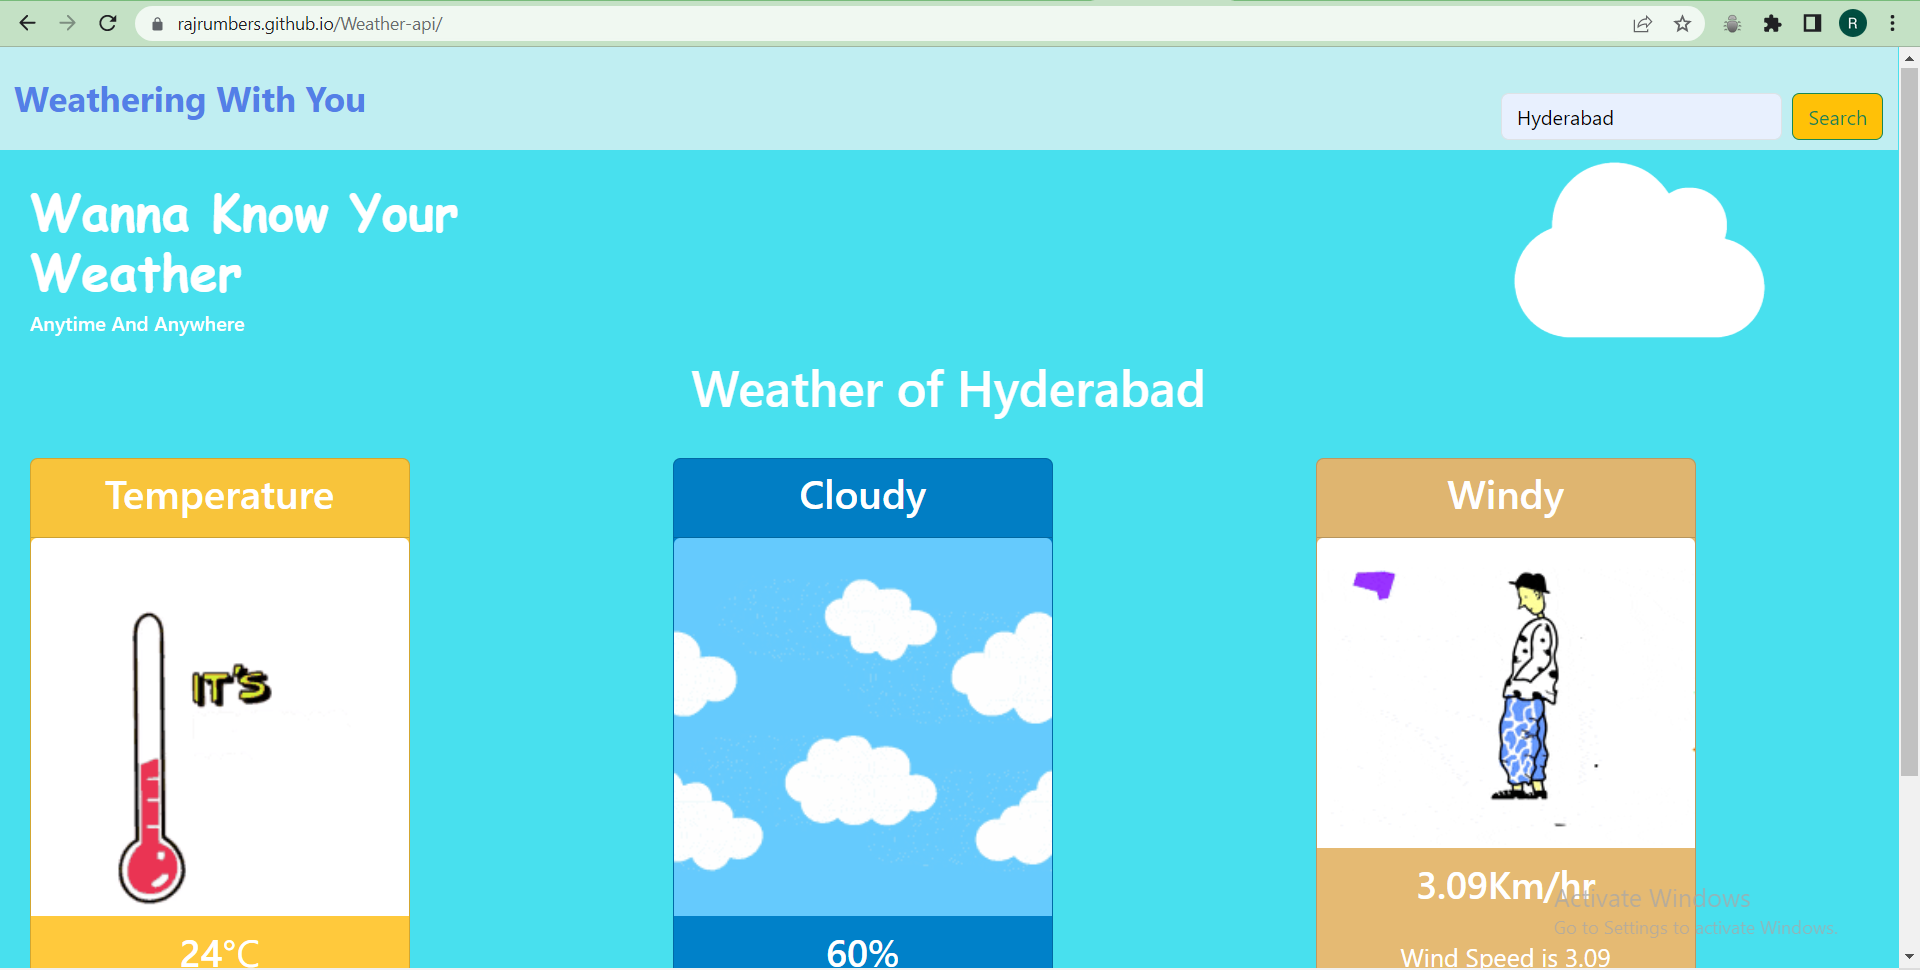 rajrumbers.github.io/Weather-api/
R
Weathering With You
Hyderabad
Search
Wanna Know Your
Weather
Anytime And Anywhere
Weather of Hyderabad
Temperature
Cloudy
Windy
IT'S
24°C
60%
3.09Km/hr
Wind Speed is 3.09
Activate Windows
Go to Settings to activate Windows.